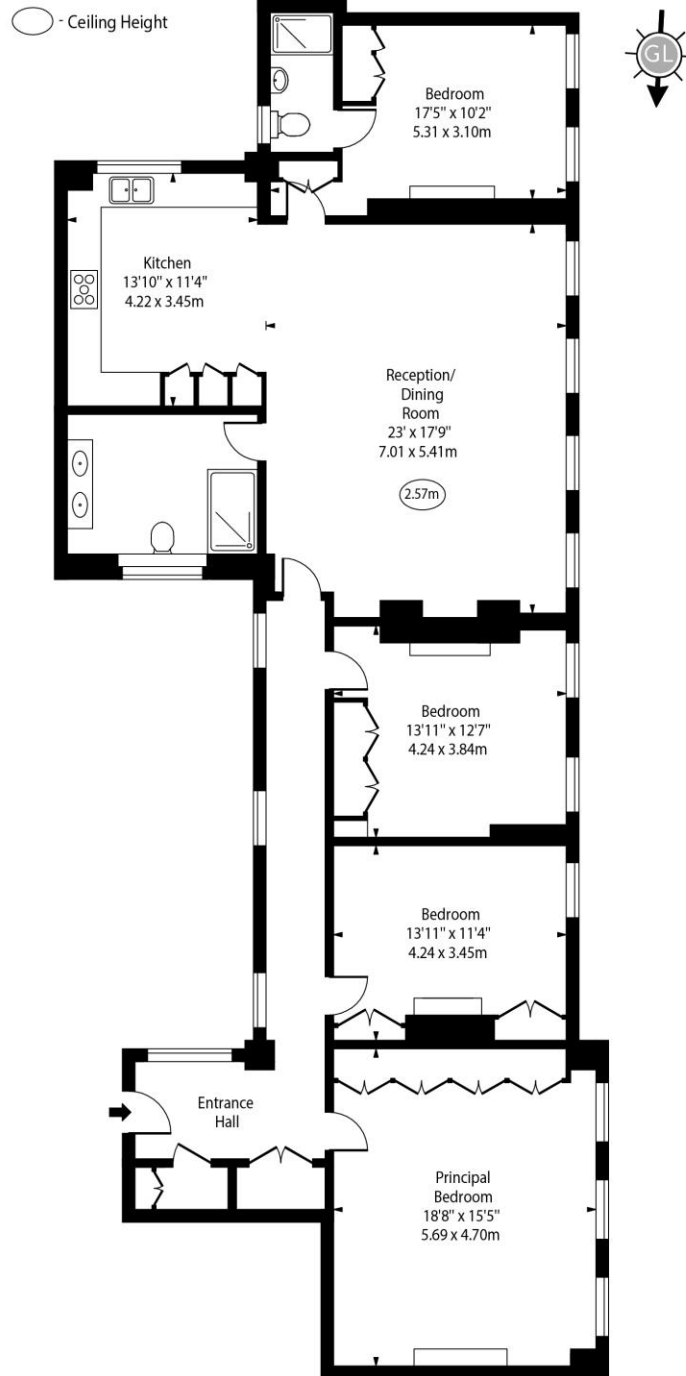 - Ceiling Height
GL
Bedroom
17'5" x 10'2"
5.31 x 3.10m
Kitchen
13'10" x 11'4"
4.22 x 3.45m
Reception/
Dining
Room
23' x 17'9"
7.01 x 5.41m
2.57m
Bedroom
13'11" x 12'7"
4.24 x 3.84m
Bedroom
13'11" x 11'4"
4.24 x 3.45m
Entrance
Hall
Principal
Bedroom
18'8" x 15'5"
5.69 x 4.70m